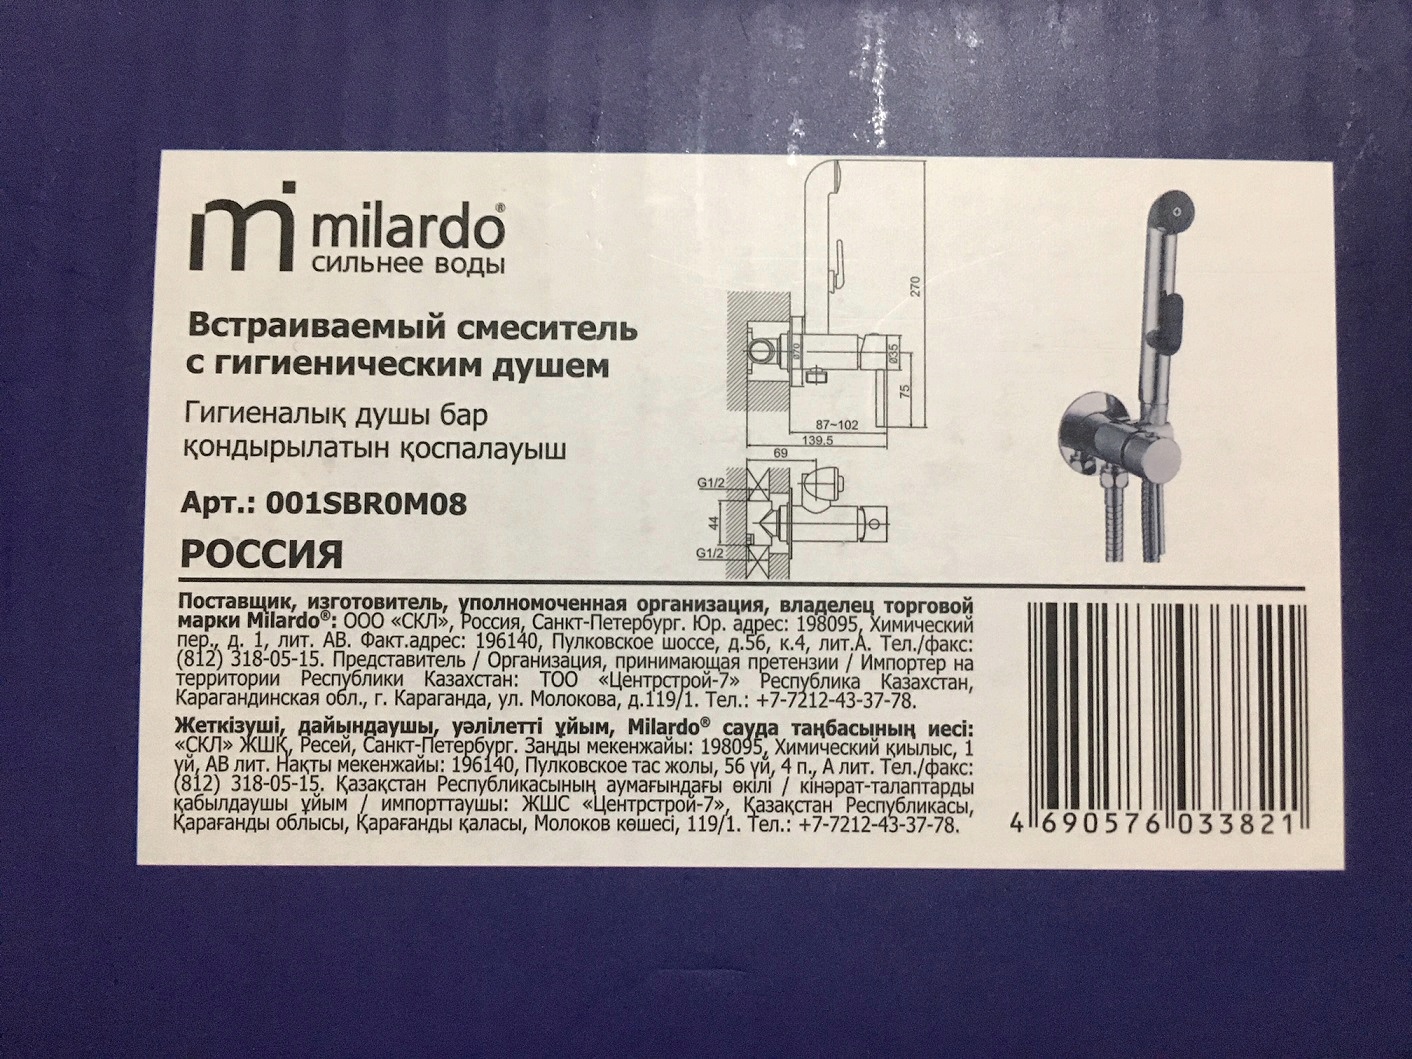 milardo®
сильнее воды
Встраиваемый смеситель
с гигиеническим душем
Гигиеналық душы бар
қондырылатын қоспалауыш
Арт.: 001SBR0M08
РОССИЯ
270
Ø70
Ø35
75
87~102
139.5
69
G1/2
44
G1/2
Поставщик, изготовитель, уполномоченная организация, владелец торговой
марки Milardo®: ООО «СКЛ», Россия, Санкт-Петербург. Юр. адрес: 198095, Химический
пер., д. 1, лит. АВ. Факт.адрес: 196140, Пулковское шоссе, д.56, к.4, лит.А. Тел./факс:
(812) 318-05-15. Представитель / Организация, принимающая претензии / Импортер на
территории Республики Казахстан: ТОО «Центрстрой-7» Республика Казахстан,
Карагандинская обл., г. Караганда, ул. Молокова, д.119/1. Тел.: +7-7212-43-37-78.
Жеткізуші, дайындаушы, уәлілетті ұйым, Milardo® сауда таңбасының иесі:
«СКЛ» ЖШҚ, Ресей, Санкт-Петербург. Заңды мекенжайы: 198095, Химический қиылыс, 1
үй, АВ лит. Нақты мекенжайы: 196140, Пулковское тас жолы, 56 үй, 4 п., А лит. Тел./факс:
(812) 318-05-15. Қазақстан Республикасының аумағындағы өкілі / кінәрат-талаптарды
қабылдаушы ұйым / импорттаушы: ЖШС «Центрстрой-7», Қазақстан Республикасы,
Қарағанды облысы, Қарағанды қаласы, Молоков көшесі, 119/1. Тел.: +7-7212-43-37-78.
4 690576 033821